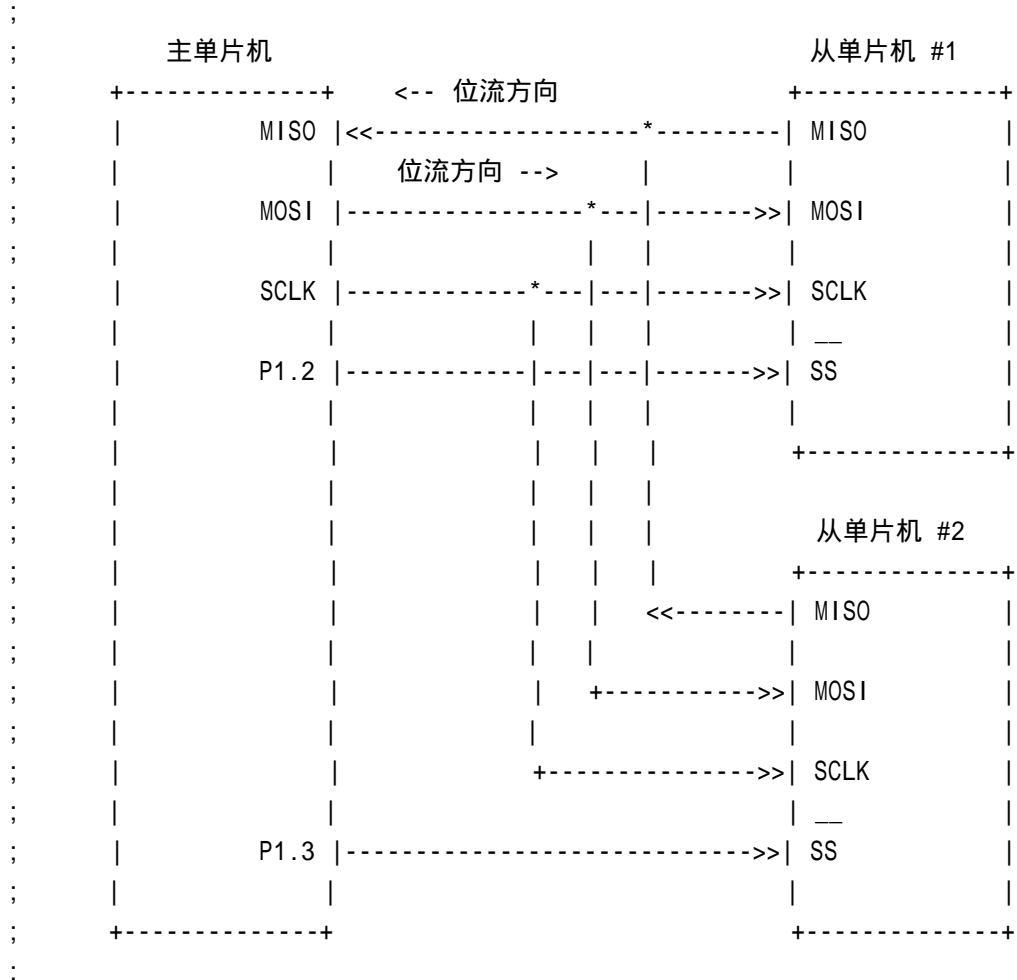 ;
;          主单片机                                      从单片机 #1
;      +--------------+    <-- 位流方向                 +--------------+
;      |         MISO |<<-------------------*---------| MISO         |
;      |              |    位流方向 -->      |         |              |
;      |         MOSI |-----------------*---|------->>| MOSI         |
;      |              |                 |   |         |              |
;      |         SCLK |-------------*---|---|------->>| SCLK         |
;      |              |             |   |   |         | __           |
;      |         P1.2 |-------------|---|---|------->>| SS           |
;      |              |             |   |   |         |              |
;      |              |             |   |   |         +--------------+
;      |              |             |   |   |
;      |              |             |   |   |           从单片机 #2
;      |              |             |   |   |         +--------------+
;      |              |             |   |   <<--------| MISO         |
;      |              |             |   |             |              |
;      |              |             |   +----------->>| MOSI         |
;      |              |             |                 |              |
;      |              |             +--------------->>| SCLK         |
;      |              |                               | __           |
;      |         P1.3 |----------------------------->>| SS           |
;      |              |                               |              |
;      +--------------+                               +--------------+
;